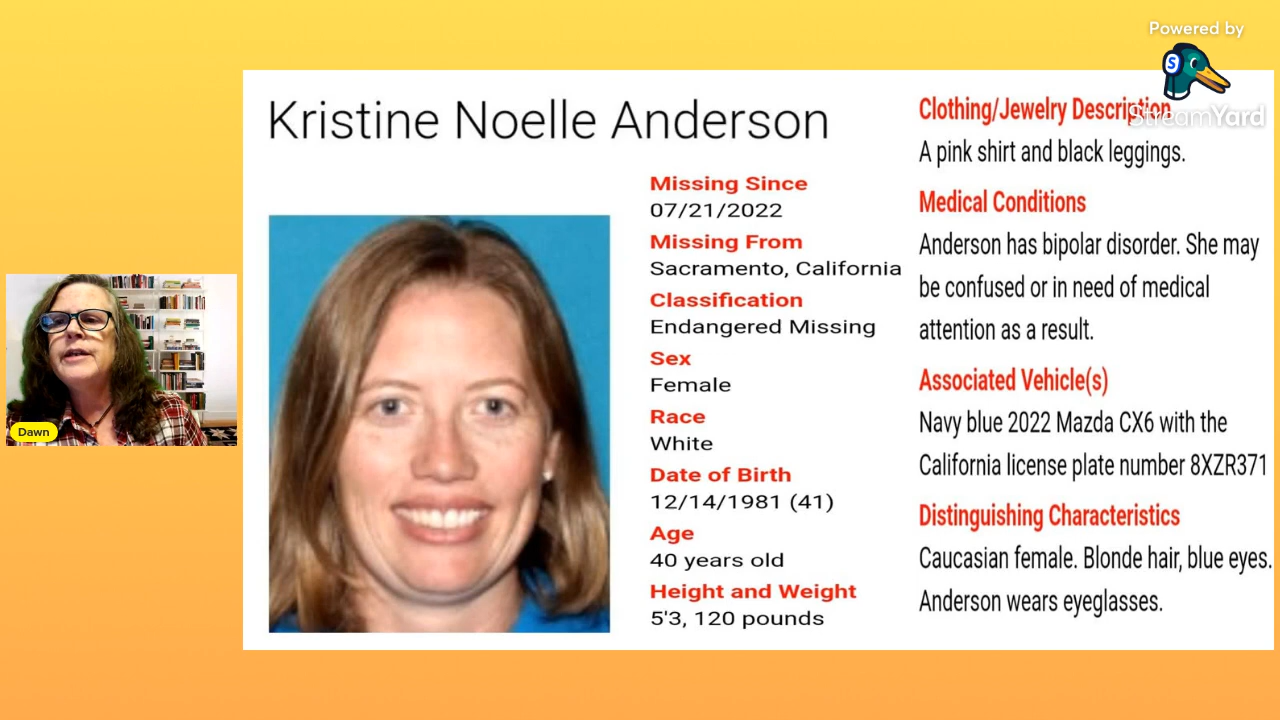 Powered by
StreamYard
Kristine Noelle Anderson
Missing Since
07/21/2022
Missing From
Sacramento, California
Classification
Endangered Missing
Sex
Female
Race
White
Date of Birth
12/14/1981 (41)
Age
40 years old
Height and Weight
5'3, 120 pounds
Clothing/Jewelry Description
A pink shirt and black leggings.
Medical Conditions
Anderson has bipolar disorder. She may
be confused or in need of medical
attention as a result.
Associated Vehicle(s)
Navy blue 2022 Mazda CX6 with the
California license plate number 8XZR371
Distinguishing Characteristics
Caucasian female. Blonde hair, blue eyes.
Anderson wears eyeglasses.
Dawn